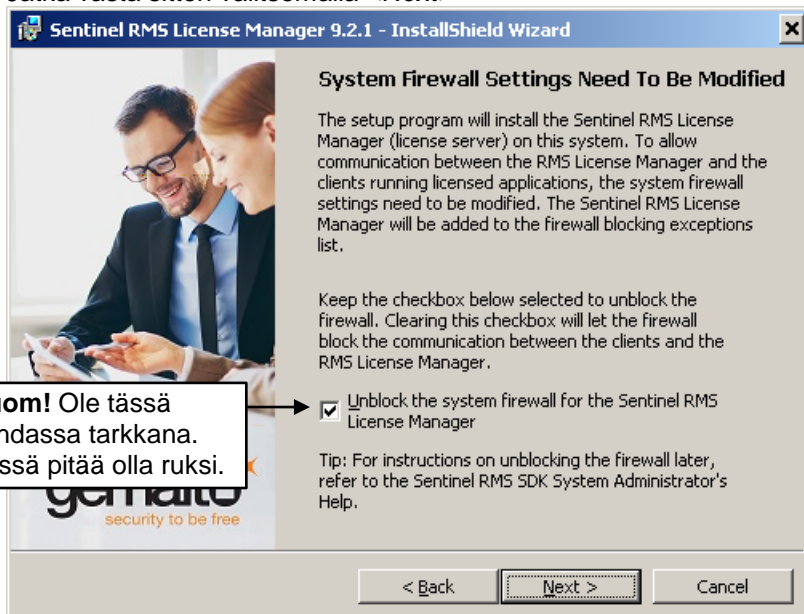 Sentinel RMS License Manager 9.2.1 - InstallShield Wizard
System Firewall Settings Need To Be Modified
The setup program will install the Sentinel RMS License
Manager (license server) on this system. To allow
communication between the RMS License Manager and the
clients running licensed applications, the system firewall
settings need to be modified. The Sentinel RMS License
Manager will be added to the firewall blocking exceptions
list.
Keep the checkbox below selected to unblock the
firewall. Clearing this checkbox will let the firewall
block the communication between the clients and the
RMS License Manager.
Ole tässä
tarkkana.
pitää olla ruksi.
Unblock the system firewall for the Sentinel RMS
License Manager
Tip: For instructions on unblocking the firewall later,
refer to the Sentinel RMS SDK System Administrator's
Help.
gemalto
security to be free
< Back
Next >
Cancel